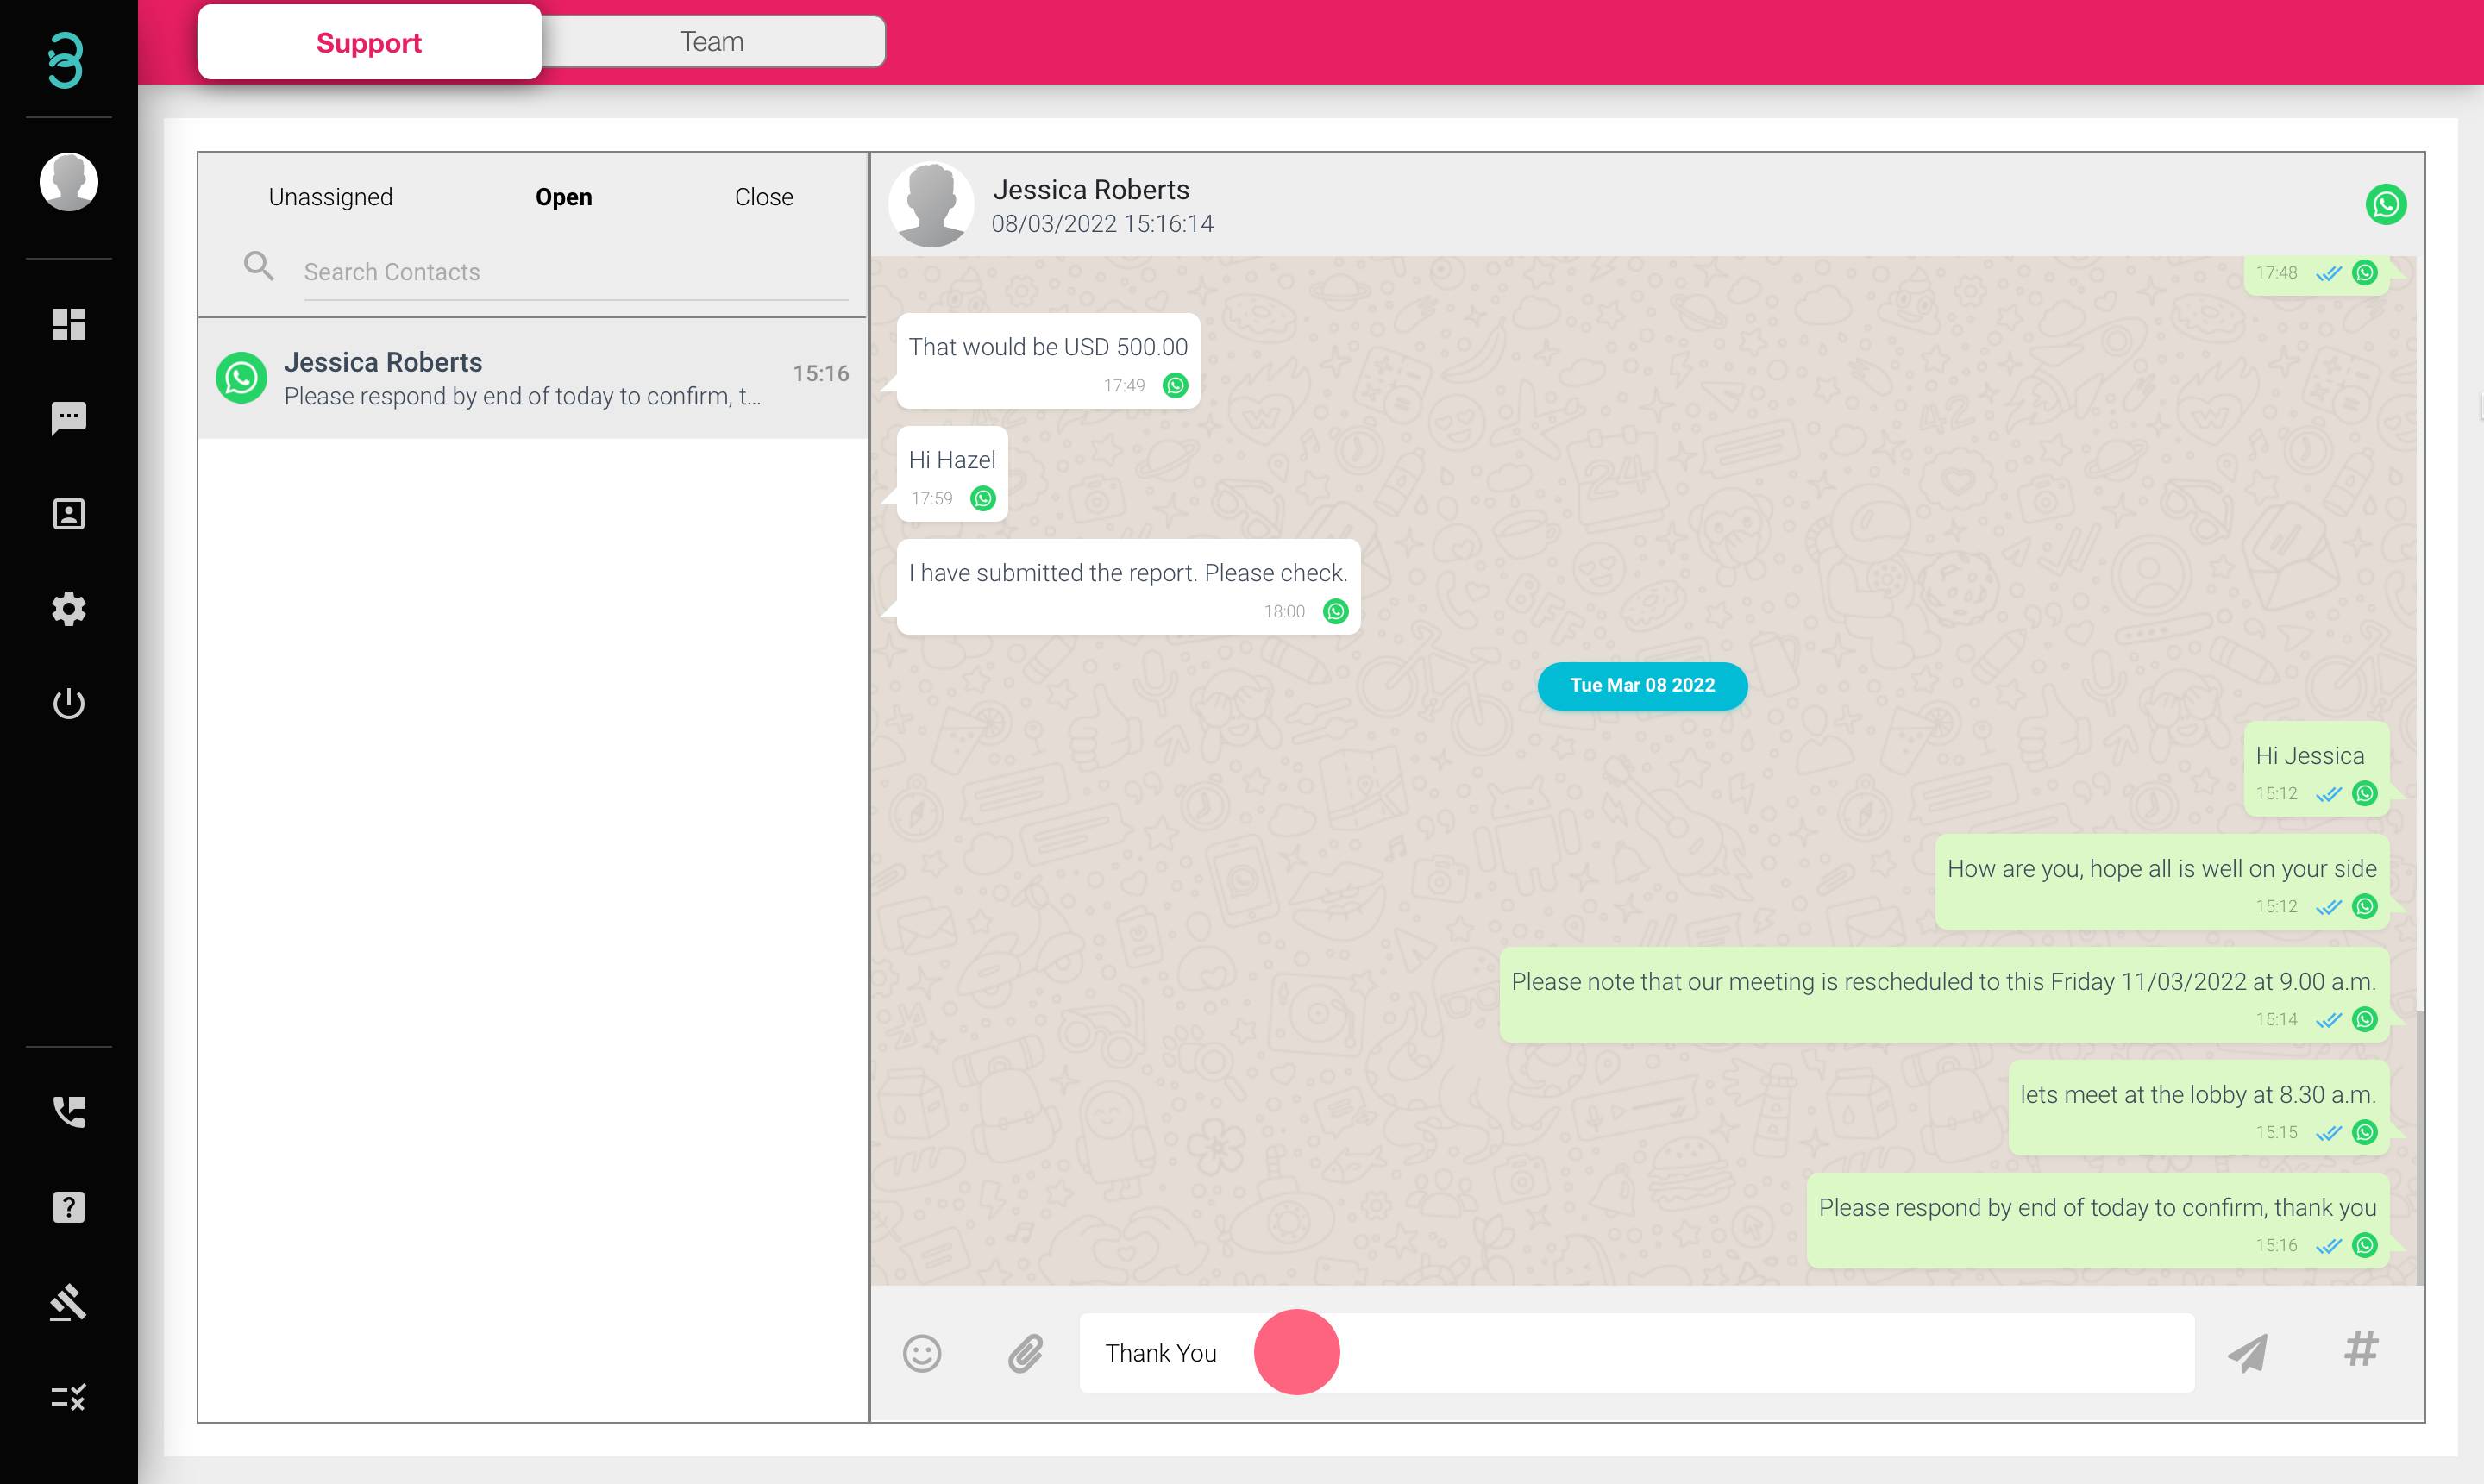 Support
Team
Unassigned
Open
Close
Search Contacts
Jessica Roberts
15:16
Please respond by end of today to confirm, t...
Jessica Roberts
08/03/2022 15:16:14
17:48
That would be USD 500.00
17:49
Hi Hazel
17:59
I have submitted the report. Please check.
18:00
Tue Mar 08 2022
Hi Jessica
15:12
How are you, hope all is well on your side
15:12
Please note that our meeting is rescheduled to this Friday 11/03/2022 at 9.00 a.m.
15:14
lets meet at the lobby at 8.30 a.m.
15:15
Please respond by end of today to confirm, thank you
15:16
Thank You
#